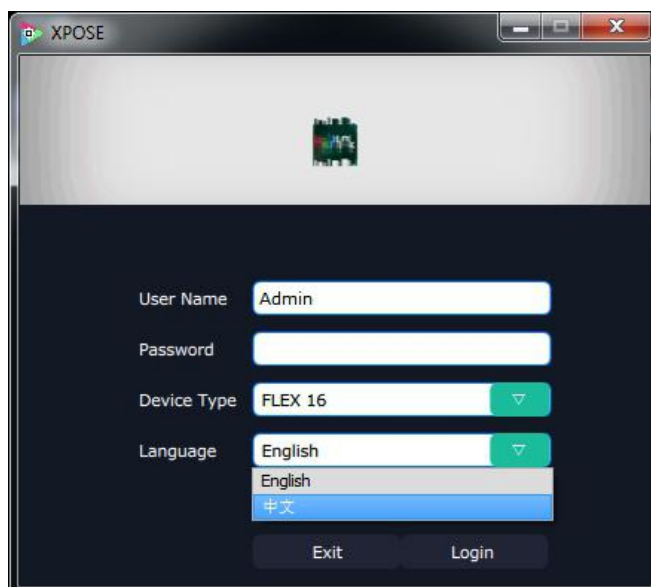 XPOSE
User Name Admin
Password
Device Type FLEX 16
Language English
English
中文
Exit Login